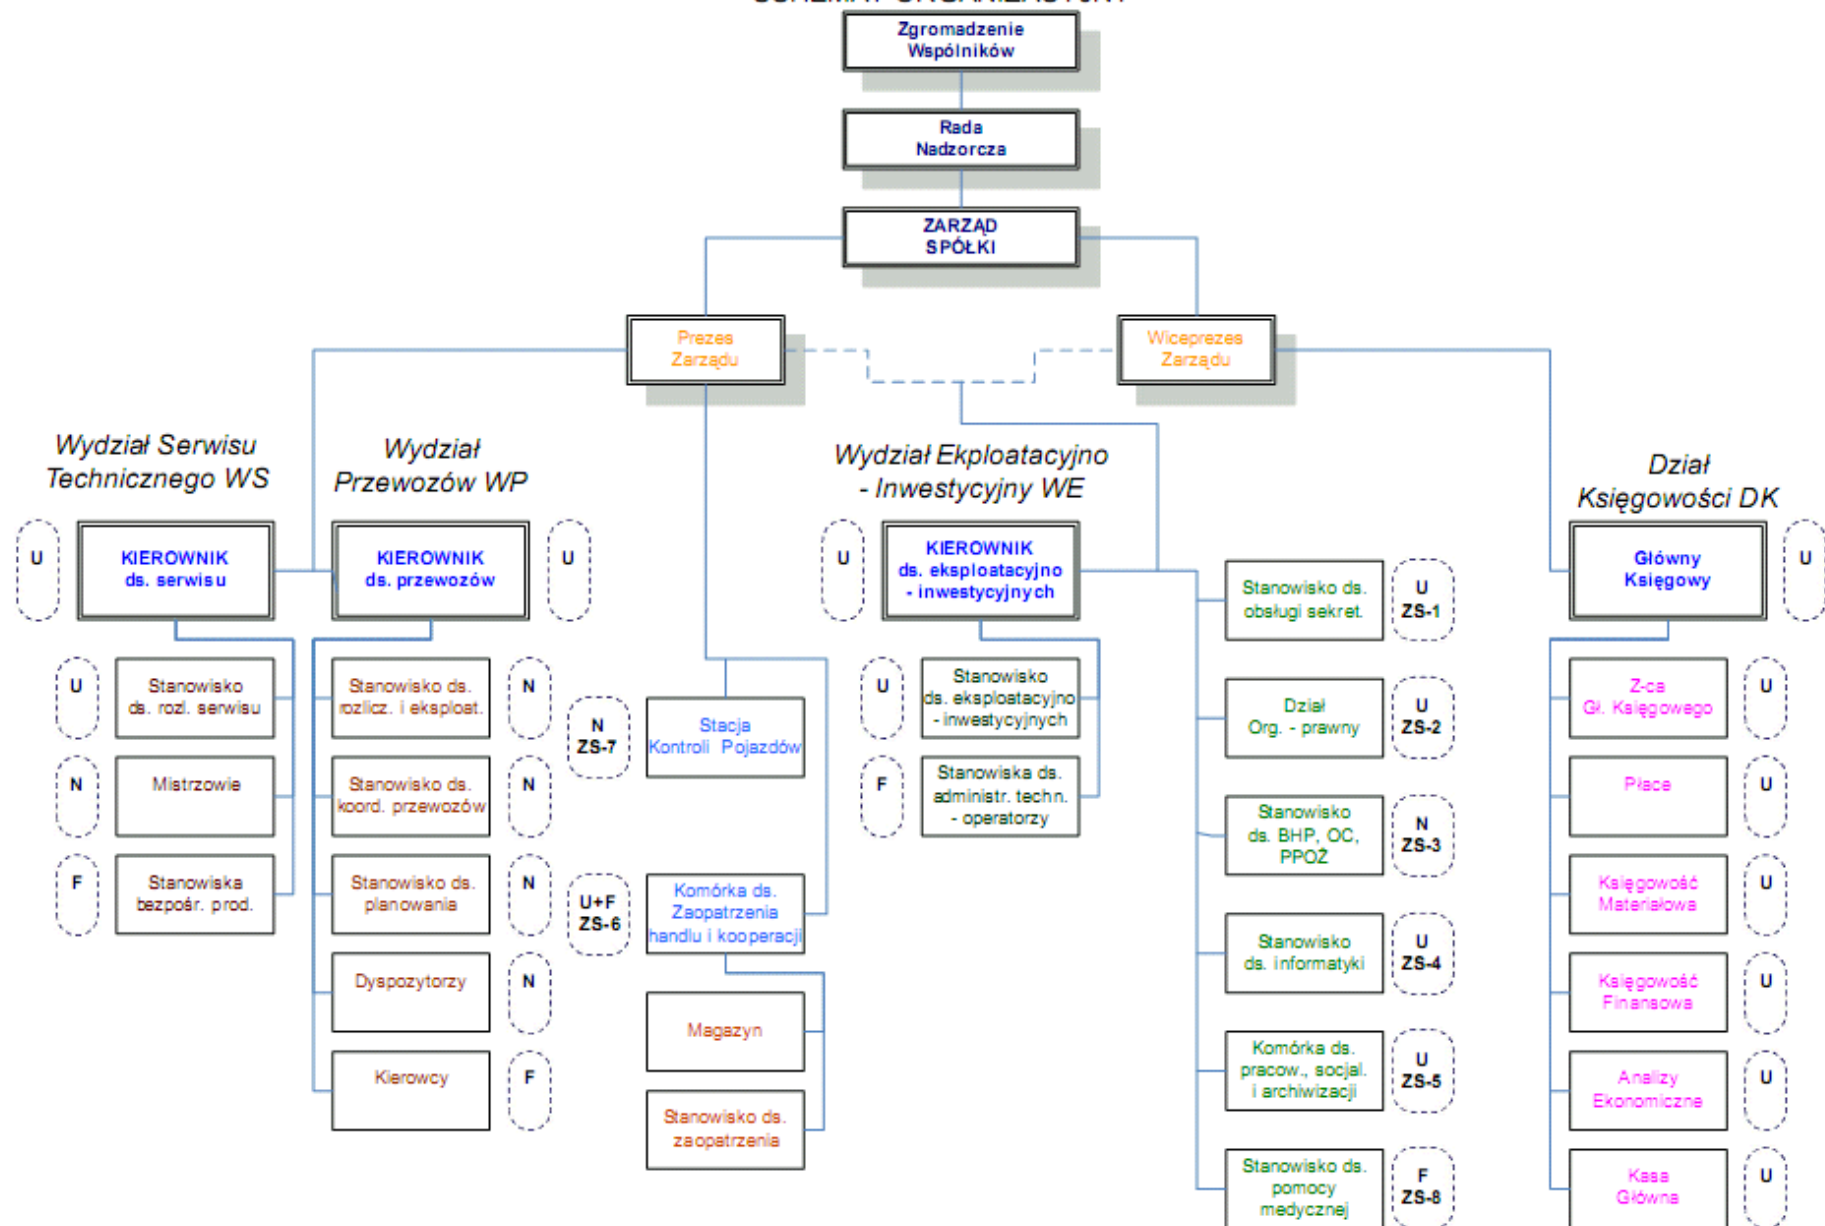 SCHEMAT ORGANIZACYJNY
Zgromadzenie
Wspólników
Rada
Nadzorcza
ZARZĄD
SPÓŁKI
Prezes
Zarządu
Wiceprezes
Zarządu
Wydział Serwisu
Technicznego WS
Wydział
Przewozów WP
Wydział Ekploatacyjno
- Inwestycyjny WE
Dział
Księgowości DK
U
KIEROWNIK
ds. serwisu
KIEROWNIK
ds. przewozów
U
U
KIEROWNIK
ds. eksploatacyjno
- inwestycyjnych
Główny
Księgowy
U
U
Stanowisko
ds. rozl. serwisu
N
Mistrzowie
F
Stanowiska
bezpośr. prod.
Stanowisko ds.
rozlicz. i eksploat.
N
Stanowisko ds.
koord. przewozów
N
Stanowisko ds.
planowania
N
Dyspozytorzy
N
Kierowcy
F
N
ZS-7
Stacja
Kontroli Pojazdów
U+F
ZS-6
Komórka ds.
Zaopatrzenia
handlu i kooperacji
Magazyn
Stanowisko ds.
zaopatrzenia
U
Stanowisko
ds. eksploatacyjno
- inwestycyjnych
F
Stanowiska ds.
administr. techn.
- operatorzy
Stanowisko ds.
obsługi sekret.
U
ZS-1
Dział
Org. - prawny
U
ZS-2
Stanowisko
ds. BHP, OC,
PPOŻ
N
ZS-3
Stanowisko
ds. informatyki
U
ZS-4
Komórka ds.
pracow., socjal.
i archiwizacji
U
ZS-5
Stanowisko ds.
pomocy
medycznej
F
ZS-8
Z-ca
Gł. Księgowego
U
Płace
U
Księgowość
Materiałowa
U
Księgowość
Finansowa
U
Analizy
Ekonomiczne
U
Kasa
Główna
U